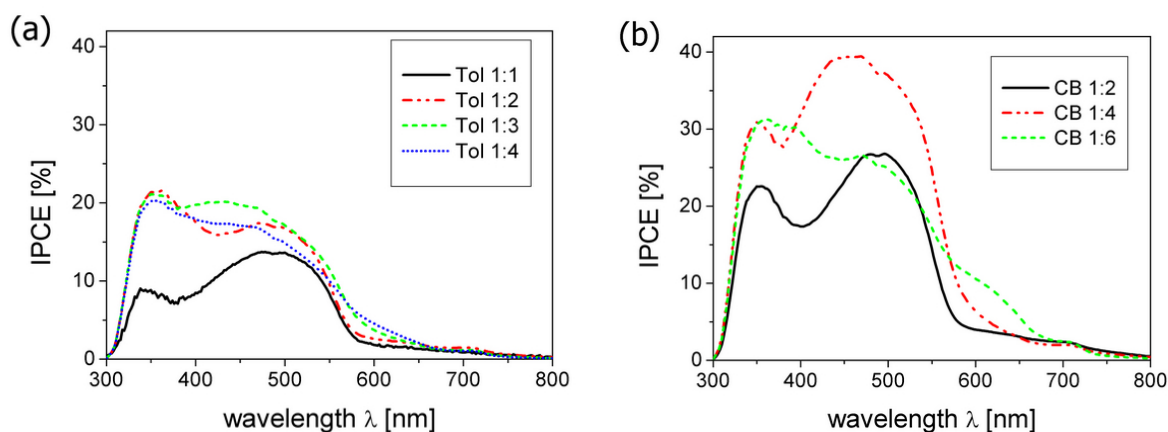 (a)
IPCE [%]
40
30
20
10
0
300 400 500 600 700 800
wavelength λ [nm]
Tol 1:1
Tol 1:2
Tol 1:3
Tol 1:4
(b)
IPCE [%]
40
30
20
10
0
300 400 500 600 700 800
wavelength λ [nm]
CB 1:2
CB 1:4
CB 1:6